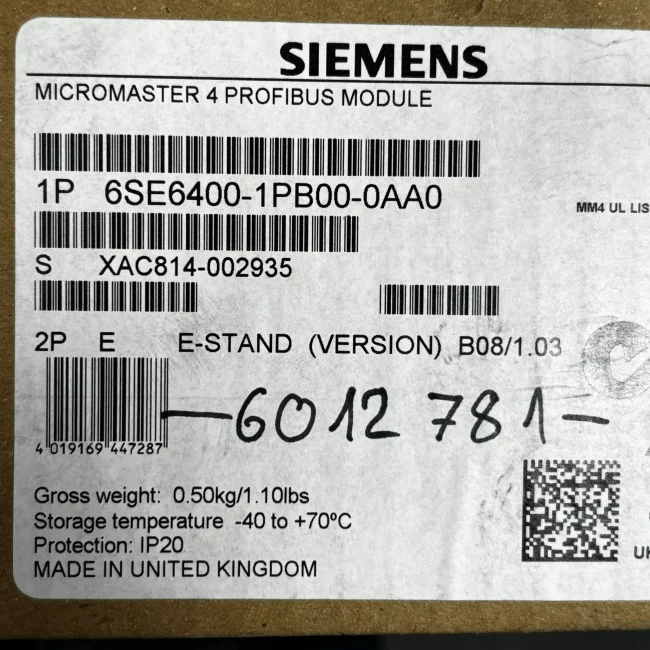 SIEMENS
MICROMASTER 4 PROFIBUS MODULE
1P 6SE6400-1PB00-0AA0
MM4 UL LIS
S XAC814-002935
2P E E-STAND (VERSION) B08/1.03
-6012 781-
4 019169 447287
Gross weight: 0.50kg/1.10lbs
Storage temperature -40 to +70ºC
Protection: IP20
MADE IN UNITED KINGDOM